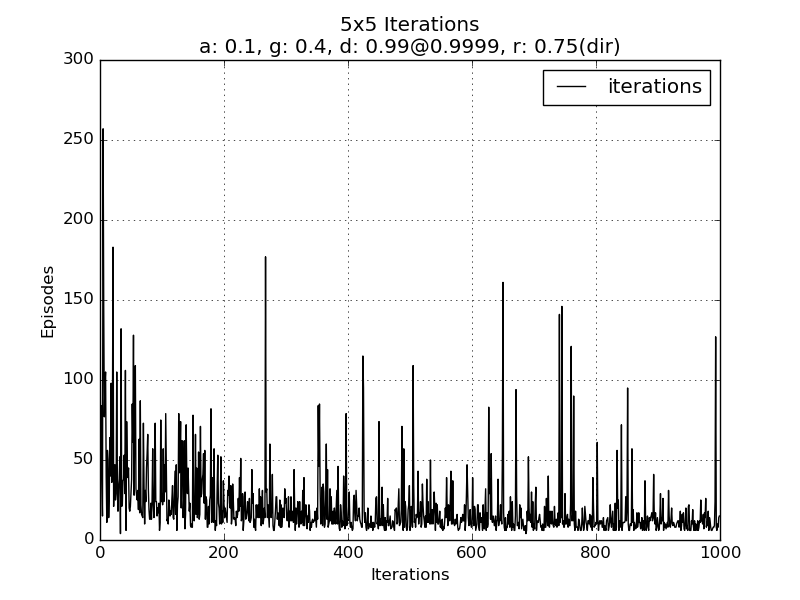 5x5 Iterations
a: 0.1, g: 0.4, d: 0.99@0.9999, r: 0.75(dir)
iterations
300
250
200
150
100
50
0
Episodes
0 200 400 600 800 1000
Iterations